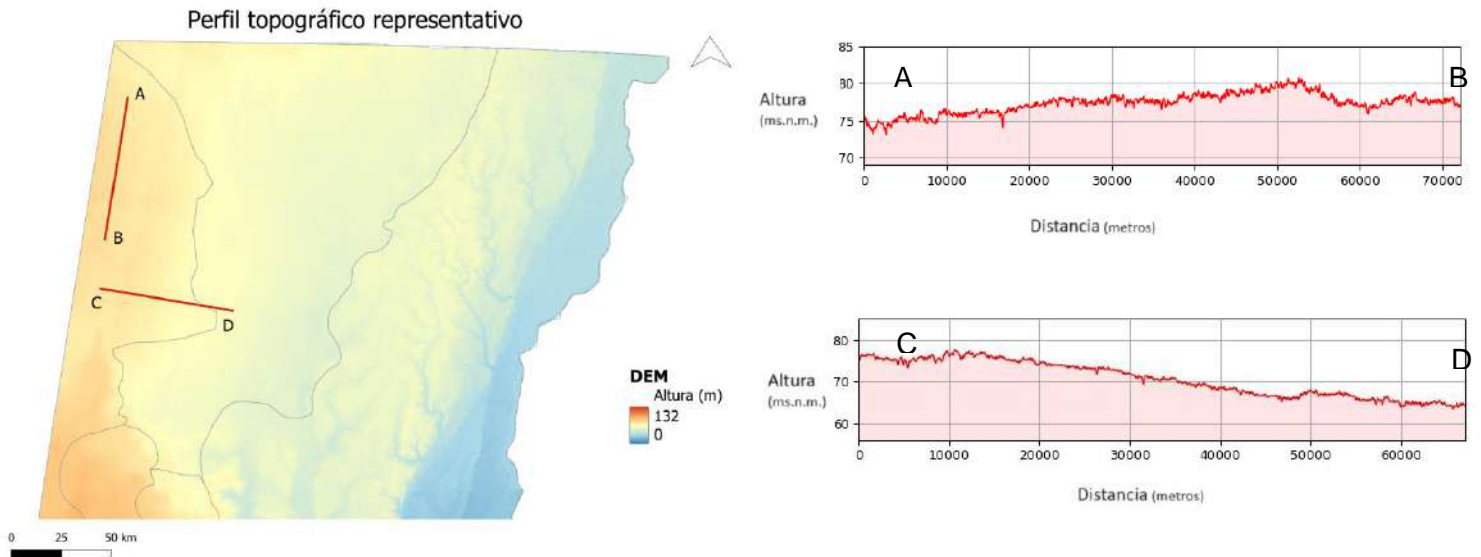 Perfil topográfico representativo
A
B
C
D
DEM
Altura (m)
132
0
0 25 50 km
85
80
75
70
A
B
Altura
(ms.n.m.)
0 10000 20000 30000 40000 50000 60000 70000
Distancia (metros)
80
70
60
C
D
Altura
(ms.n.m.)
0 10000 20000 30000 40000 50000 60000
Distancia (metros)